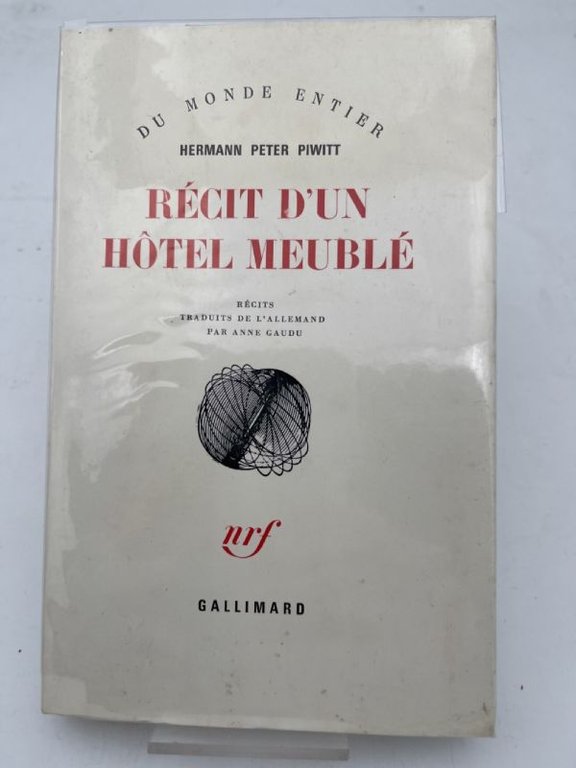 DU MONDE ENTIER
HERMANN PETER PIWITT
RÉCIT D'UN
HÔTEL MEUBLÉ
RÉCITS
TRADUITS DE L'ALLEMAND
PAR ANNE GAUDU
nrf
GALLIMARD